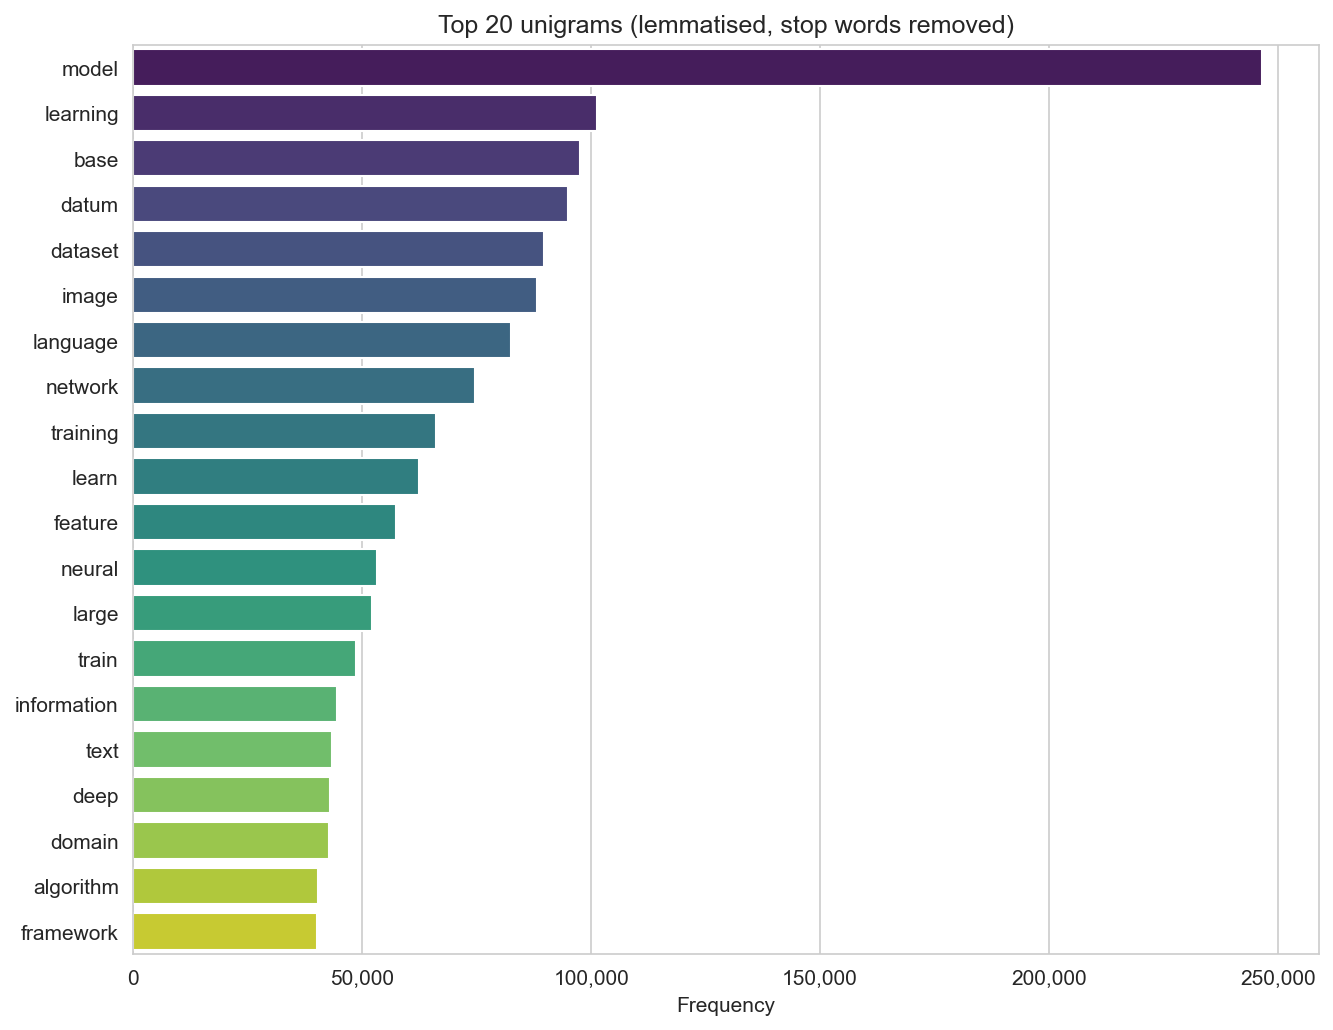 Top 20 unigrams (lemmatised, stop words removed)
model
learning
base
datum
dataset
image
language
network
training
learn
feature
neural
large
train
information
text
deep
domain
algorithm
framework
0 50,000 100,000 150,000 200,000 250,000
Frequency